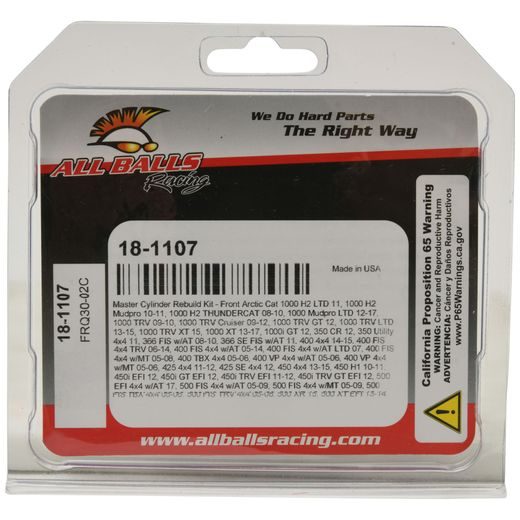 We Do Hard Parts
The Right Way
ALL BALLS
Racing
18-1107
Made in USA
Master Cylinder Rebuild Kit - Front Arctic Cat 1000 H2 LTD 11, 1000 H2
Mudpro 10-11, 1000 H2 THUNDERCAT 08-10, 1000 Mudpro LTD 12-17,
1000 TRV 09-10, 1000 TRV Cruiser 09-12, 1000 TRV GT 12, 1000 TRV LTD
13-15, 1000 TRV XT 15, 1000 XT 13-17, 1000i GT 12, 350 CR 12, 350 Utility
4x4 11, 366 FIS w/AT 08-10, 366 SE FIS w/AT 11, 400 4x4 14-15, 400 FIS
4x4 TRV 06-14, 400 FIS 4x4 w/AT 05-14, 400 FIS 4x4 w/AT LTD 07, 400 FIS
4x4 w/MT 05-08, 400 TBX 4x4 05-06, 400 VP 4x4 w/AT 05-06, 400 VP 4x4
w/MT 05-06, 425 4x4 11-12, 425 SE 4x4 12, 450 4x4 13-15, 450 H1 10-11,
450i EFI 12, 450i GT EFI 12, 450i TRV EFI 11-12, 450i TRV GT EFI 12, 500
EFI 4x4 w/AT 17, 500 FIS 4x4 w/AT 05-09, 500 FIS 4x4 w/MT 05-09, 500
18-1107
FRQ30-02C
California Proposition 65 Warning
WARNING: Cancer and Reproductive Harm
ADVERTENCIA: Cáncer y Daños Reproductivos
www.P65Warnings.ca.gov
www.allballsracing.com